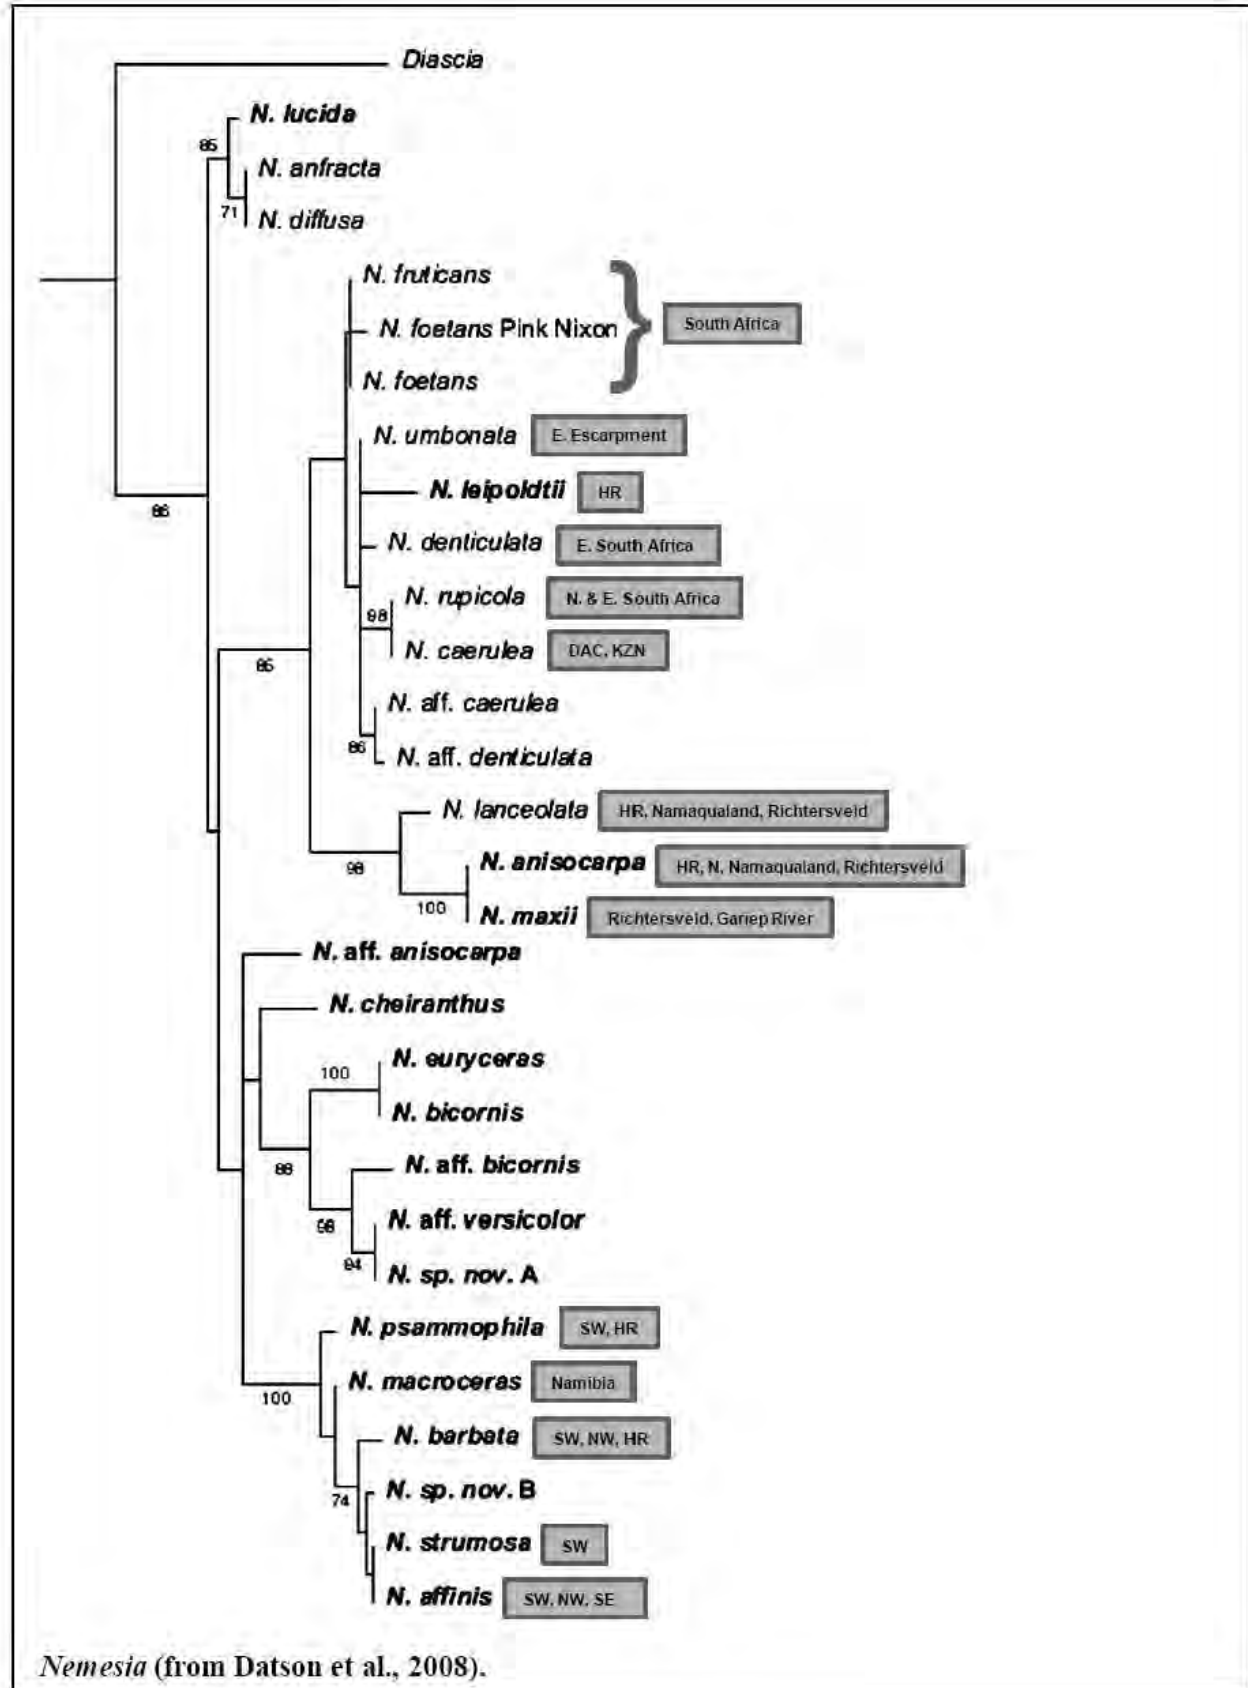 Diascia
N. lucida
85
N. anfracta
71
N. diffusa
N. fruticans
N. foetans Pink Nixon
South Africa
N. foetans
N. umbonata E. Escarpment
N. leipoldtii HR
86
N. denticulata E. South Africa
N. rupicola N. & E. South Africa
98
N. caerulea DAC, KZN
85
N. aff. caerulea
86
N. aff. denticulata
N. lanceolata HR, Namaqualand, Richtersveld
98
N. anisocarpa HR, N. Namaqualand, Richtersveld
100
N. maxii Richtersveld, Gariep River
N. aff. anisocarpa
N. cheiranthus
N. euryceras
100
N. bicornis
88
N. aff. bicornis
98
N. aff. versicolor
94
N. sp. nov. A
N. psammophila SW, HR
N. macroceras Namibia
100
N. barbata SW, NW, HR
74
N. sp. nov. B
N. strumosa SW
N. affinis SW, NW, SE
Nemesia (from Datson et al., 2008).